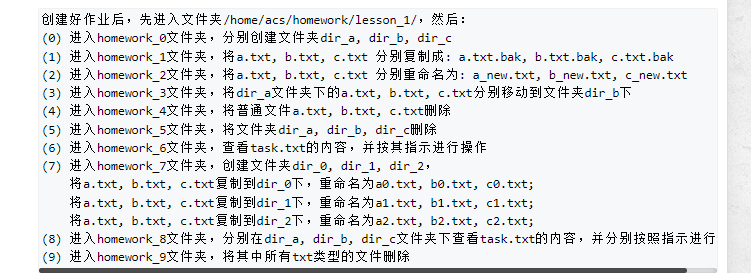 创建好作业后，先进入文件夹/home/acs/homework/lesson_1/，然后：
(0) 进入homework_0文件夹，分别创建文件夹dir_a, dir_b, dir_c
(1) 进入homework_1文件夹，将a.txt, b.txt, c.txt 分别复制成: a.txt.bak, b.txt.bak, c.txt.bak
(2) 进入homework_2文件夹，将a.txt, b.txt, c.txt 分别重命名为: a_new.txt, b_new.txt, c_new.txt
(3) 进入homework_3文件夹，将dir_a文件夹下的a.txt, b.txt, c.txt分别移动到文件夹dir_b下
(4) 进入homework_4文件夹，将普通文件a.txt, b.txt, c.txt删除
(5) 进入homework_5文件夹，将文件夹dir_a, dir_b, dir_c删除
(6) 进入homework_6文件夹，查看task.txt的内容，并按其指示进行操作
(7) 进入homework_7文件夹，创建文件夹dir_0, dir_1, dir_2，
将a.txt, b.txt, c.txt复制到dir_0下，重命名为a0.txt, b0.txt, c0.txt;
将a.txt, b.txt, c.txt复制到dir_1下，重命名为a1.txt, b1.txt, c1.txt;
将a.txt, b.txt, c.txt复制到dir_2下，重命名为a2.txt, b2.txt, c2.txt;
(8) 进入homework_8文件夹，分别在dir_a, dir_b, dir_c文件夹下查看task.txt的内容，并分别按照指示进行
(9) 进入homework_9文件夹，将其中所有txt类型的文件删除